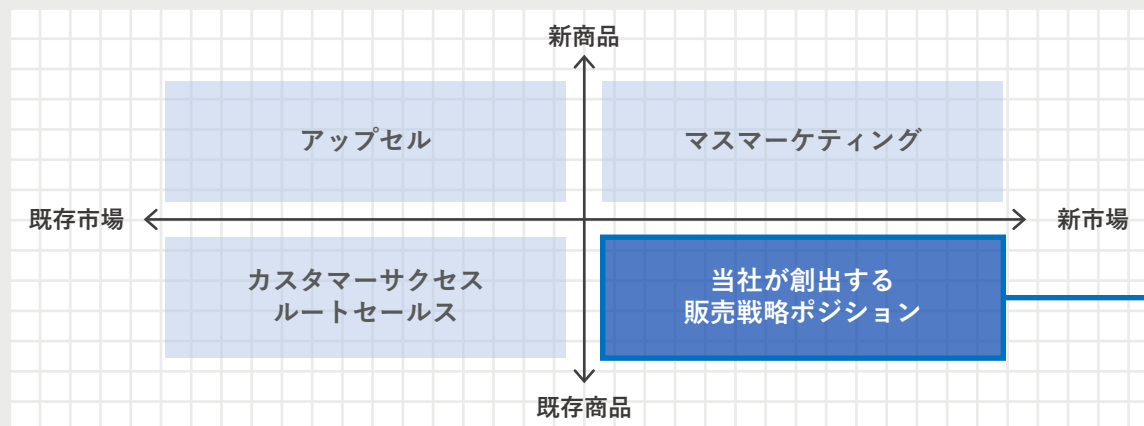 新商品
アップセル
マスマーケティング
既存市場
新市場
カスタマーサクセス
ルートセールス
当社が創出する
販売戦略ポジション
既存商品